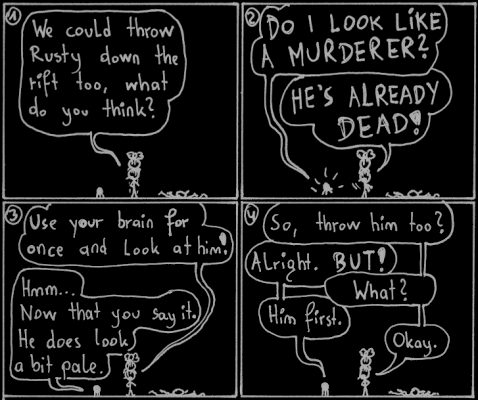 1
We could throw
Rusty down the
rift too, what
do you think?
2
DO I LOOK LiKE
A MURDERER?
HE'S ALREADY
DEAD!
3
Use your brain for
once and Look at him!
Hmm...
Now that you say it.
He does look
a bit pale.
4
So, throw him too?
Alright. BUT!
What?
Him first.
Okay.